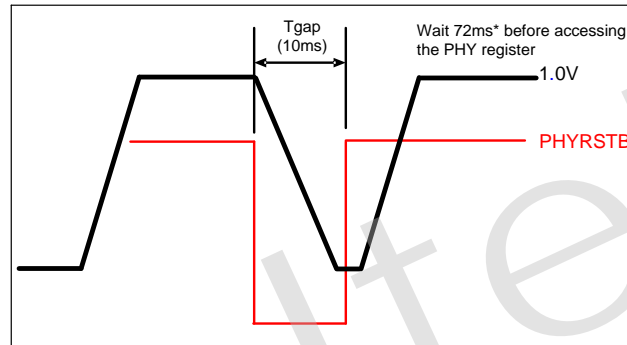 Tgap
(10ms)
Wait 72ms* before accessing
the PHY register
1.0V
PHYRSTB